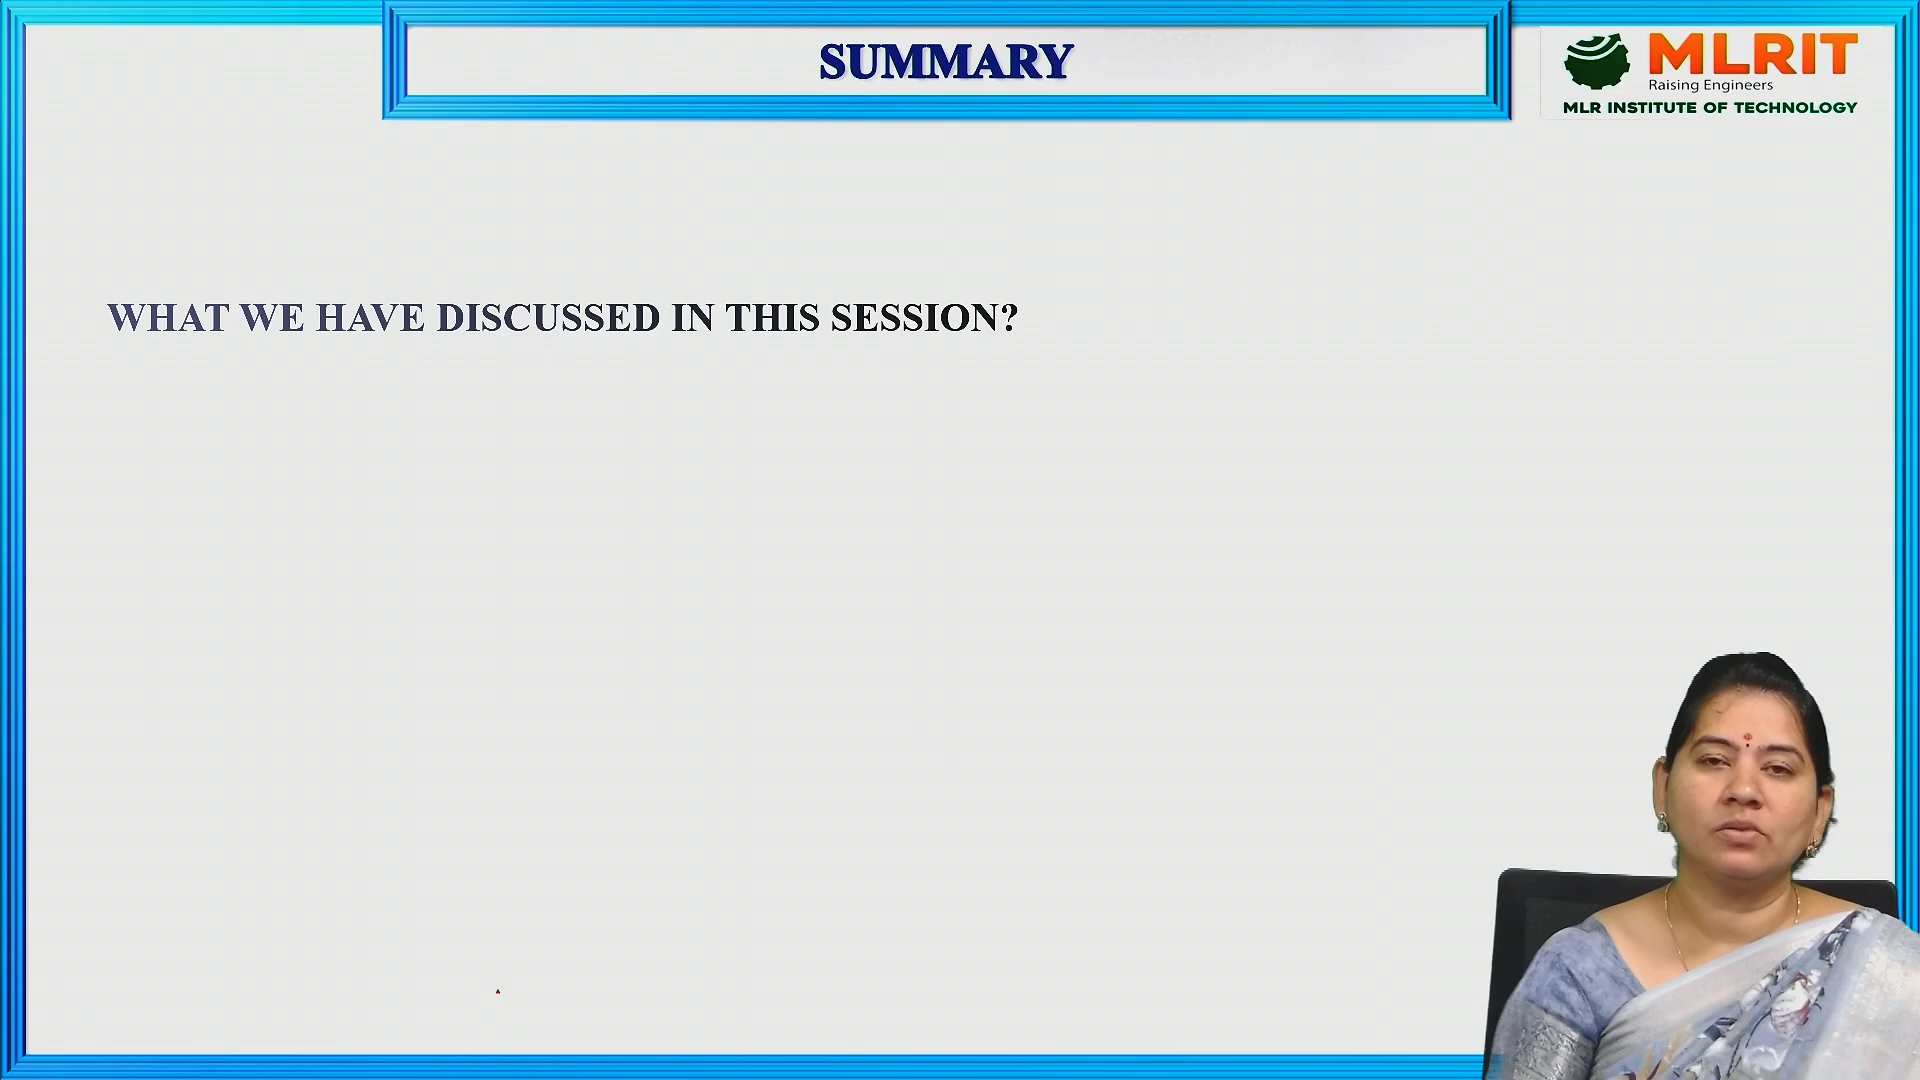 SUMMARY
MLRIT
Raising Engineers
MLR INSTITUTE OF TECHNOLOGY
WHAT WE HAVE DISCUSSED IN THIS SESSION?